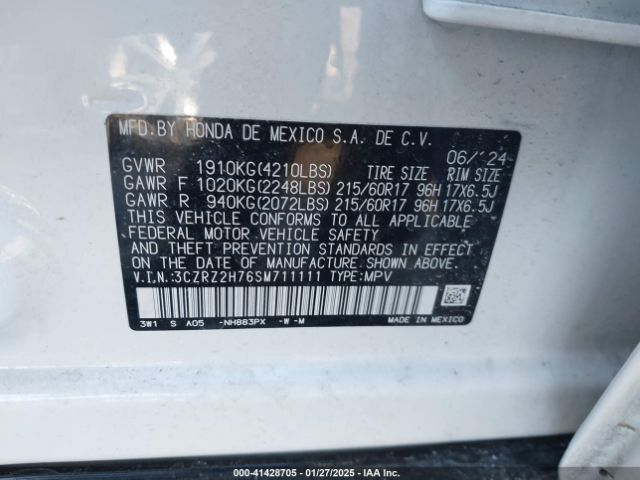 MFD.BY HONDA DE MEXICO S.A. DE C.V.
06/'24
GVWR 1910KG(4210LBS) TIRE SIZE RIM SIZE
GAWR F 1020KG(2248LBS) 215/60R17 96H 17X6.5J
GAWR R 940KG(2072LBS) 215/60R17 96H 17X6.5J
THIS VEHICLE CONFORMS TO ALL APPLICABLE
FEDERAL MOTOR VEHICLE SAFETY
AND THEFT PREVENTION STANDARDS IN EFFECT
ON THE DATE OF MANUFACTURE SHOWN ABOVE.
V.I.N.:3CZRZ2H76SM711111 TYPE:MPV
3W1 S A05 -NH883PX -W -M MADE IN MEXICO
000-41428705 - 01/27/2025 - IAA Inc.